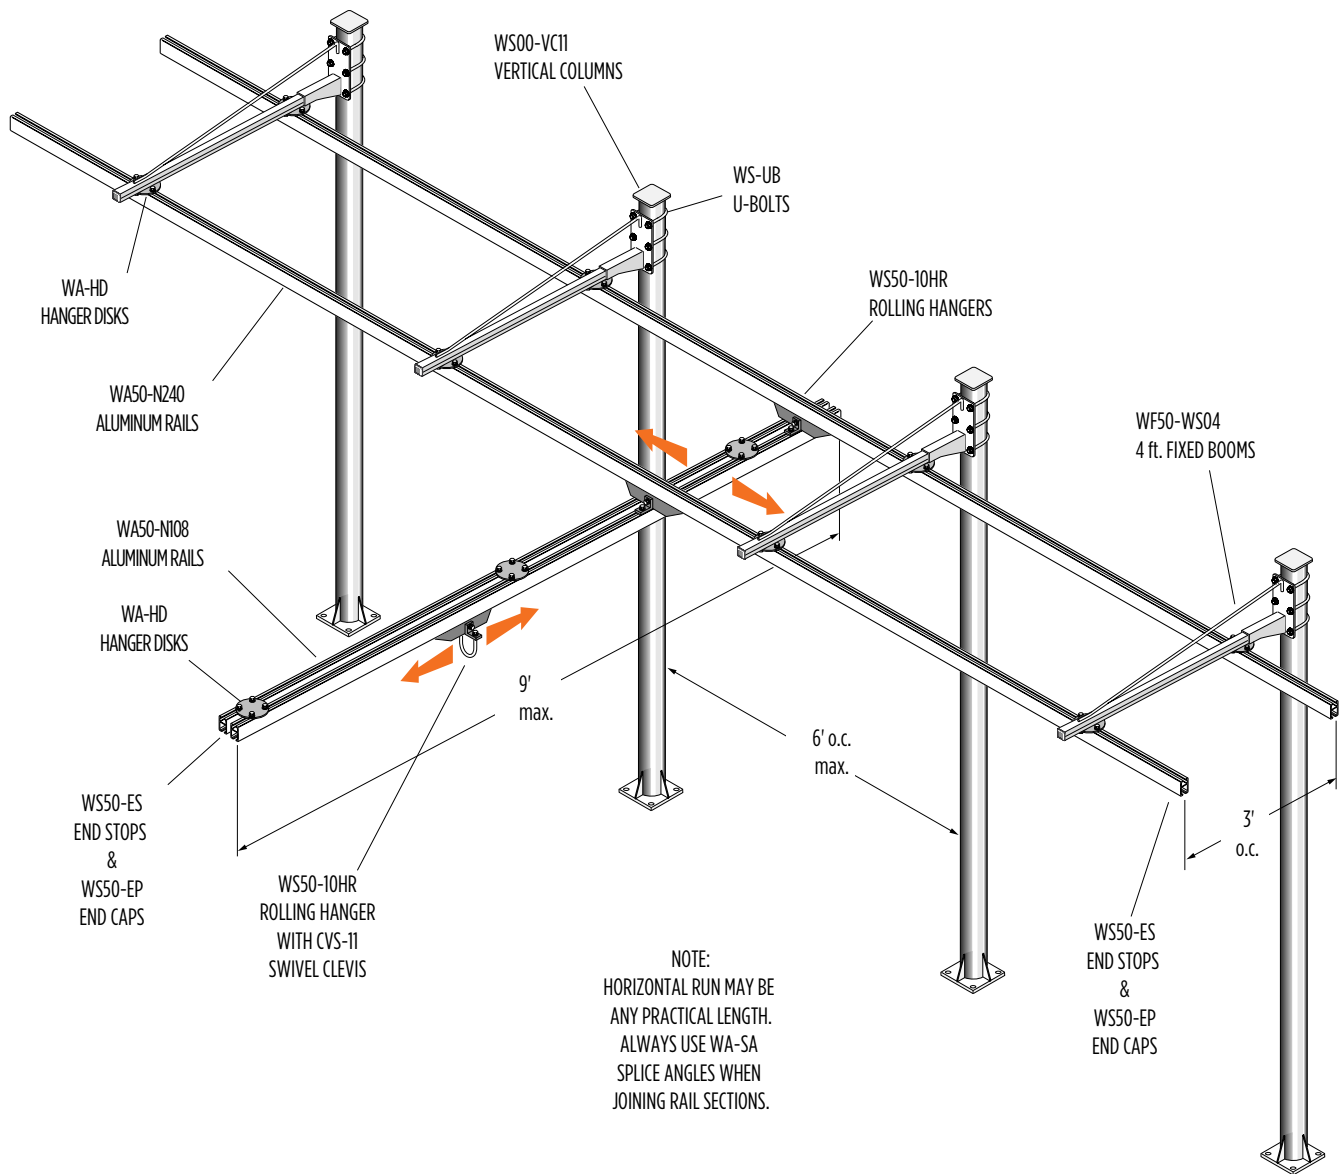 WS00-VC11
VERTICAL COLUMNS
WS-UB
U-BOLTS
WA-HD
HANGER DISKS
WS50-10HR
ROLLING HANGERS
WA50-N240
ALUMINUM RAILS
WF50-WS04
4 ft. FIXED BOOMS
WA50-N108
ALUMINUM RAILS
WA-HD
HANGER DISKS
9'
max.
6' o.c.
max.
3'
o.c.
WS50-ES
END STOPS
&
WS50-EP
END CAPS
WS50-10HR
ROLLING HANGER
WITH CVS-11
SWIVEL CLEVIS
NOTE:
HORIZONTAL RUN MAY BE
ANY PRACTICAL LENGTH.
ALWAYS USE WA-SA
SPLICE ANGLES WHEN
JOINING RAIL SECTIONS.
WS50-ES
END STOPS
&
WS50-EP
END CAPS